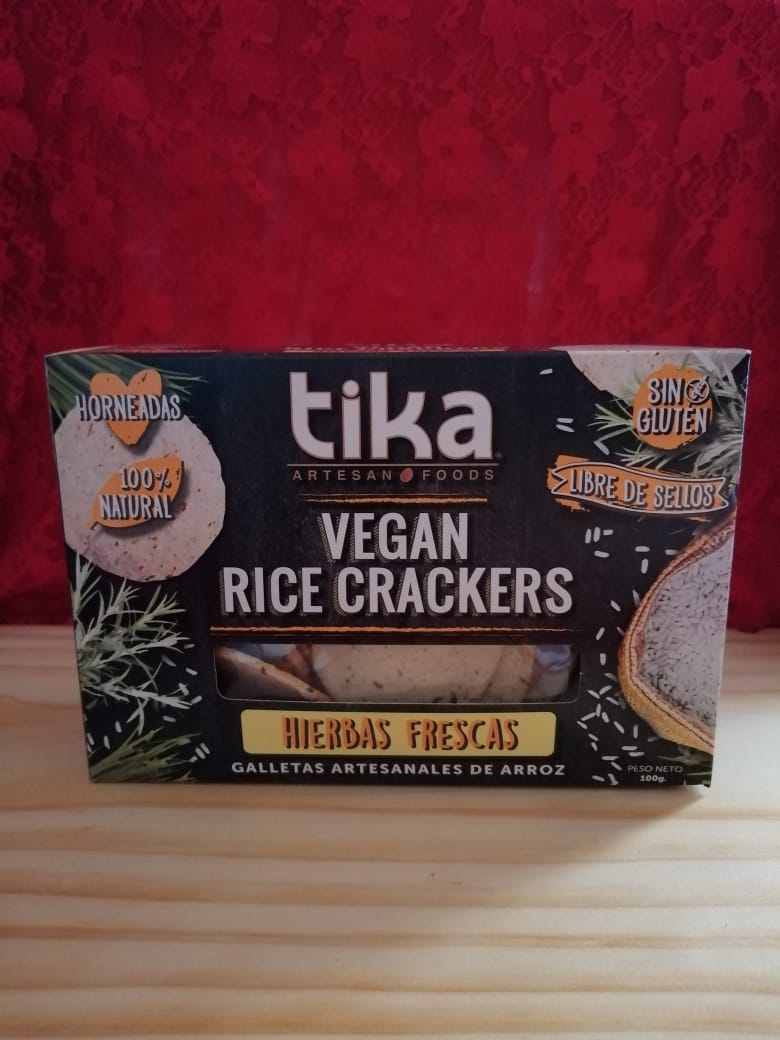 HORNEADAS
100%
NATURAL
tika
ARTESAN FOODS
VEGAN
RICE CRACKERS
SIN
GLUTEN
LIBRE DE SELLOS
HIERBAS FRESCAS
GALLETAS ARTESANALES DE ARROZ
PESO NETO
100g.